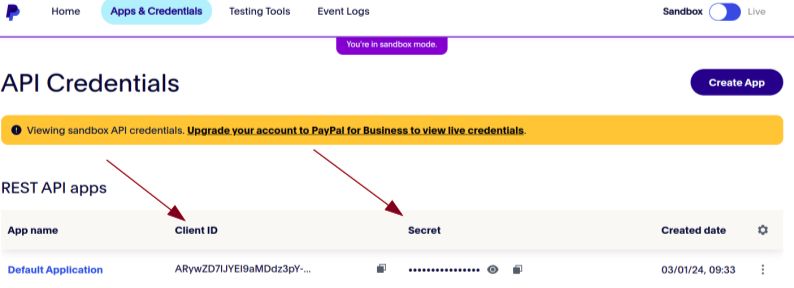 Home Apps & Credentials Testing Tools Event Logs Sandbox Live
You're in sandbox mode.
API Credentials
Create App
Viewing sandbox API credentials. Upgrade your account to PayPal for Business to view live credentials.
REST API apps
App name Client ID Secret Created date
Default Application ARywZD7IJYEI9aMDdz3pY-... •••••••••••••••• 03/01/24, 09:33